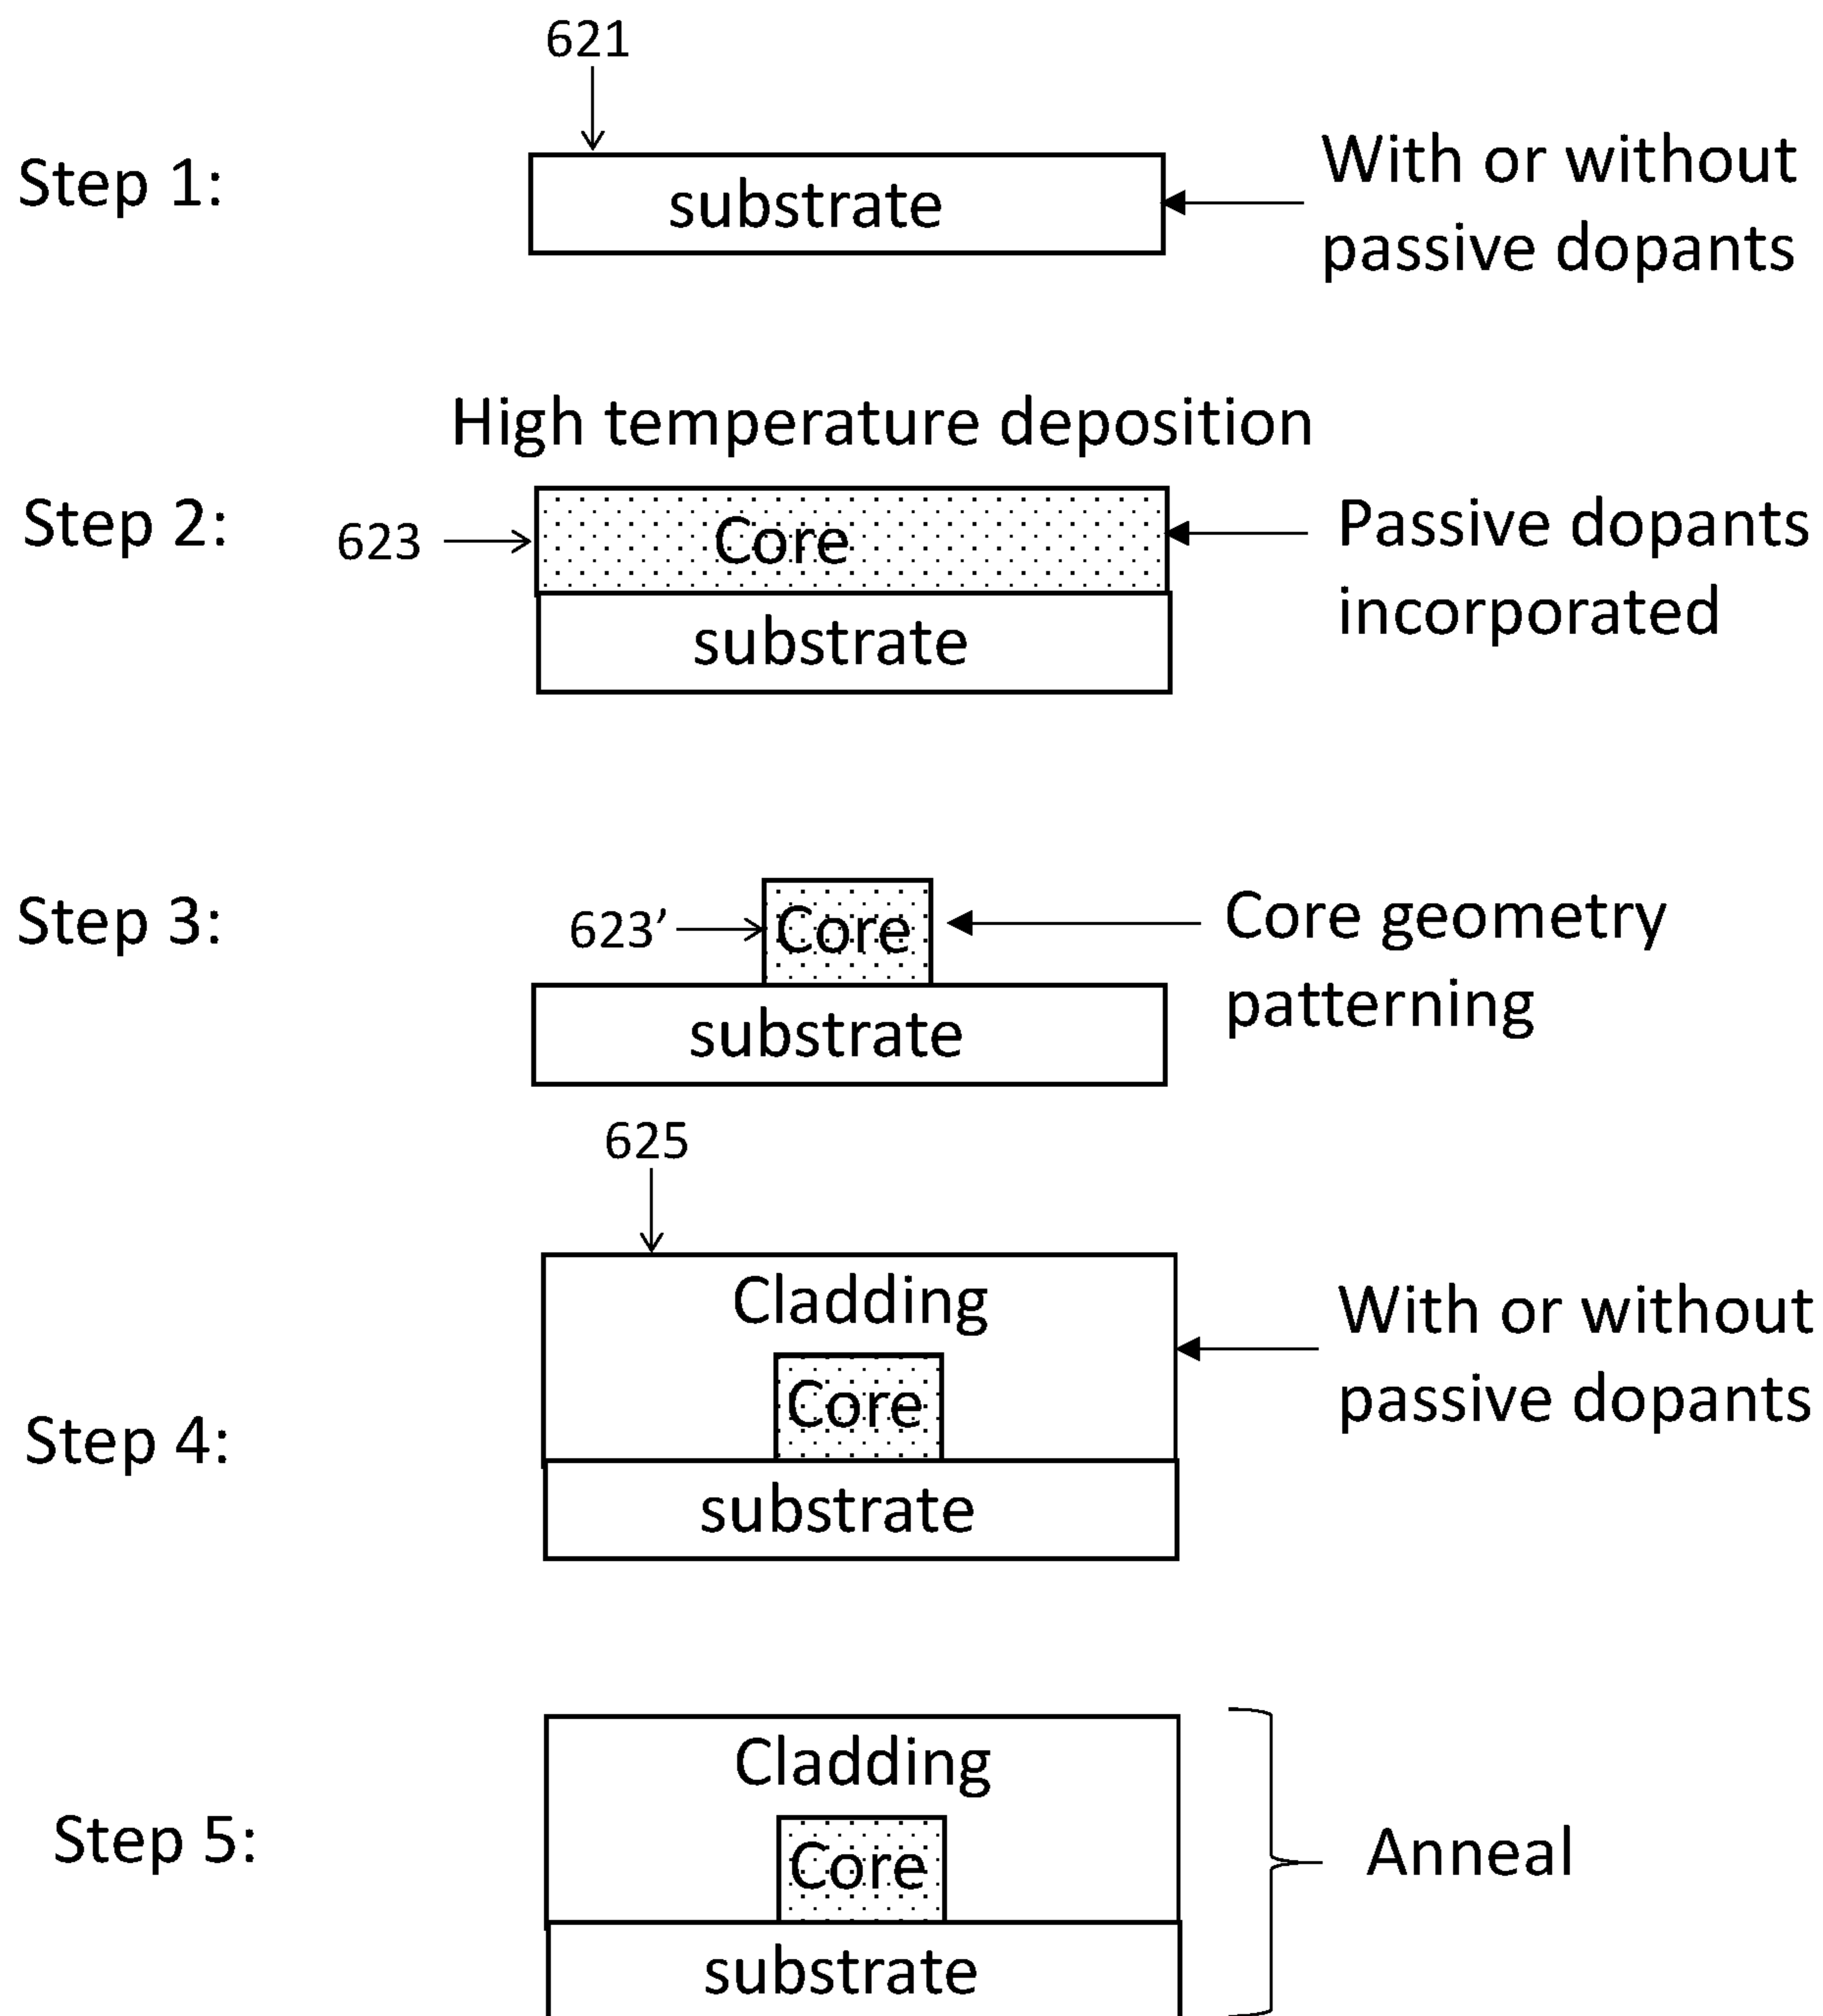 621
Step 1:
substrate
With or without
passive dopants
High temperature deposition
Step 2:
623
Core
Passive dopants
incorporated
substrate
Step 3:
623’
Core
Core geometry
patterning
substrate
625
Cladding
With or without
passive dopants
Core
Step 4:
substrate
Cladding
Step 5:
Core
Anneal
substrate